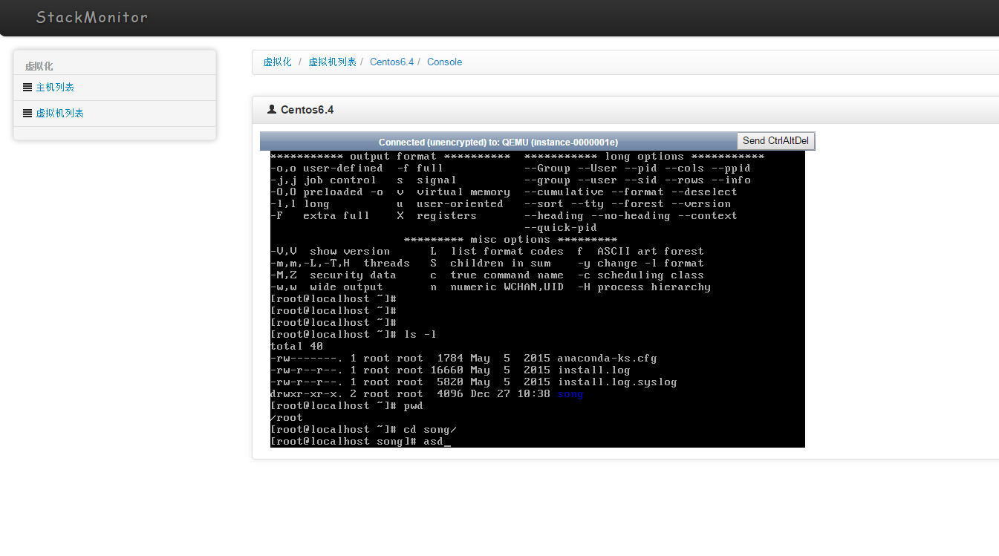 StackMonitor
虚拟化
主机列表
虚拟机列表
虚拟化 / 虚拟机列表 / Centos6.4 / Console
Centos6.4
Connected (unencrypted) to: QEMU (instance-0000001e)
Send CtrlAltDel
*********** output format **********  *********** long options ***********
-o,o user-defined  -f full            --Group --User --pid --cols --ppid
-j,j job control   s  signal          --group --user --sid --rows --info
-O,O preloaded -o  v  virtual memory  --cumulative --format --deselect
-l,l long          u  user-oriented   --sort --tty --forest --version
-F   extra full    X  registers       --heading --no-heading --context
--quick-pid
********* misc options *********
-V,V  show version      L  list format codes  f  ASCII art forest
-m,m,-L,-T,H  threads   S  children in sum    -y change -l format
-M,Z  security data     c  true command name  -c scheduling class
-w,w  wide output       n  numeric WCHAN,UID  -H process hierarchy
[root@localhost ~]#
[root@localhost ~]#
[root@localhost ~]#
[root@localhost ~]# ls -l
total 40
-rw-------. 1 root root  1784 May  5  2015 anaconda-ks.cfg
-rw-r--r--. 1 root root 16660 May  5  2015 install.log
-rw-r--r--. 1 root root  5820 May  5  2015 install.log.syslog
drwxr-xr-x. 2 root root  4096 Dec 27 10:38 song
[root@localhost ~]# pwd
/root
[root@localhost ~]# cd song/
[root@localhost song]# asd_